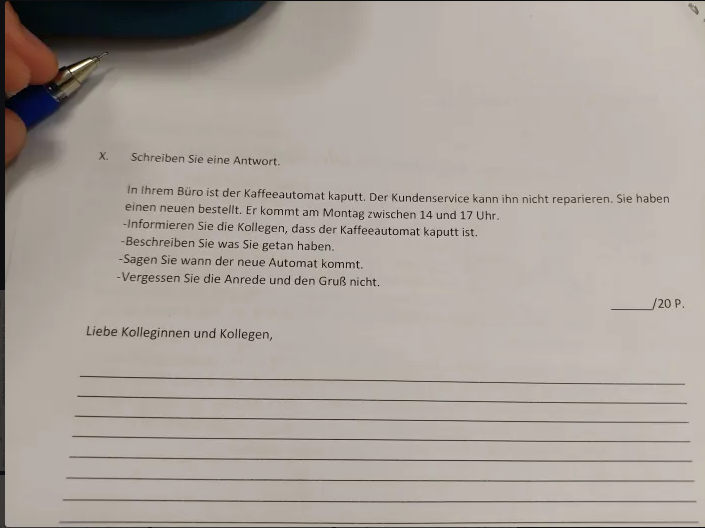 X. Schreiben Sie eine Antwort.
In Ihrem Büro ist der Kaffeeautomat kaputt. Der Kundenservice kann ihn nicht reparieren. Sie haben
einen neuen bestellt. Er kommt am Montag zwischen 14 und 17 Uhr.
-Informieren Sie die Kollegen, dass der Kaffeeautomat kaputt ist.
-Beschreiben Sie was Sie getan haben.
-Sagen Sie wann der neue Automat kommt.
-Vergessen Sie die Anrede und den Gruß nicht.
______/20 P.
Liebe Kolleginnen und Kollegen,